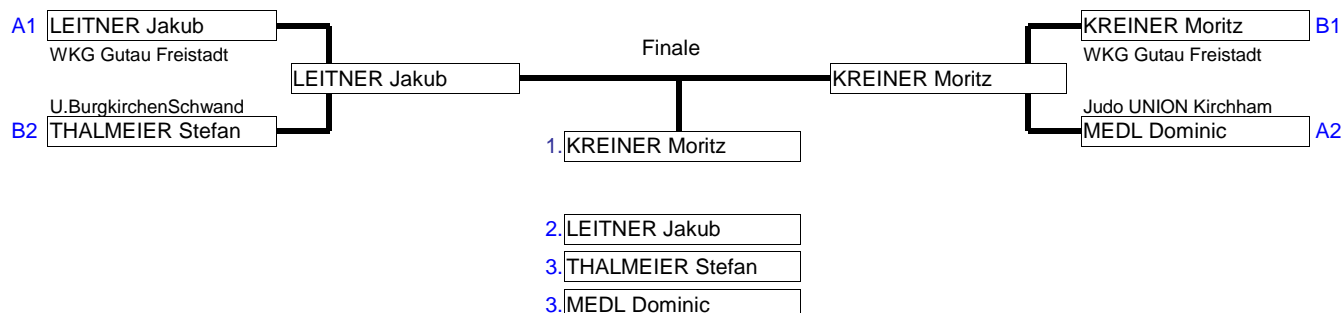 A1 LEITNER Jakub
WKG Gutau Freistadt
KREINER Moritz B1
WKG Gutau Freistadt
Finale
LEITNER Jakub
KREINER Moritz
U.BurgkirchenSchwand
B2 THALMEIER Stefan
Judo UNION Kirchham
MEDL Dominic A2
1. KREINER Moritz
2. LEITNER Jakub
3. THALMEIER Stefan
3. MEDL Dominic